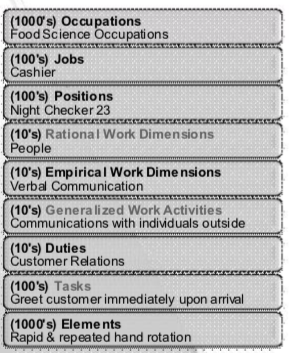 (1000's) Occupations
Food Science Occupations
(100's) Jobs
Cashier
(100's) Positions
Night Checker 23
(10's) Rational Work Dimensions
People
(10's) Empirical Work Dimensions
Verbal Communication
(10's) Generalized Work Activities
Communications with individuals outside
(10's) Duties
Customer Relations
(100's) Tasks
Greet customer immediately upon arrival
(1000's) Elements
Rapid & repeated hand rotation